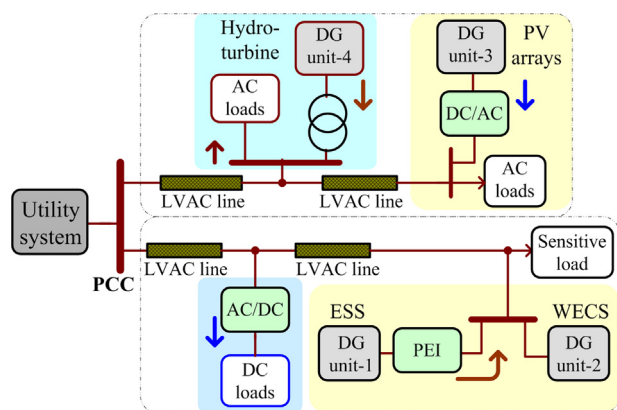 Hydro-
turbine
DG
unit-4
DG
unit-3
PV
arrays
AC
loads
DC/AC
AC
loads
LVAC line
LVAC line
Utility
system
PCC
LVAC line
LVAC line
Sensitive
load
AC/DC
DC
loads
ESS
WECS
DG
unit-1
PEI
DG
unit-2